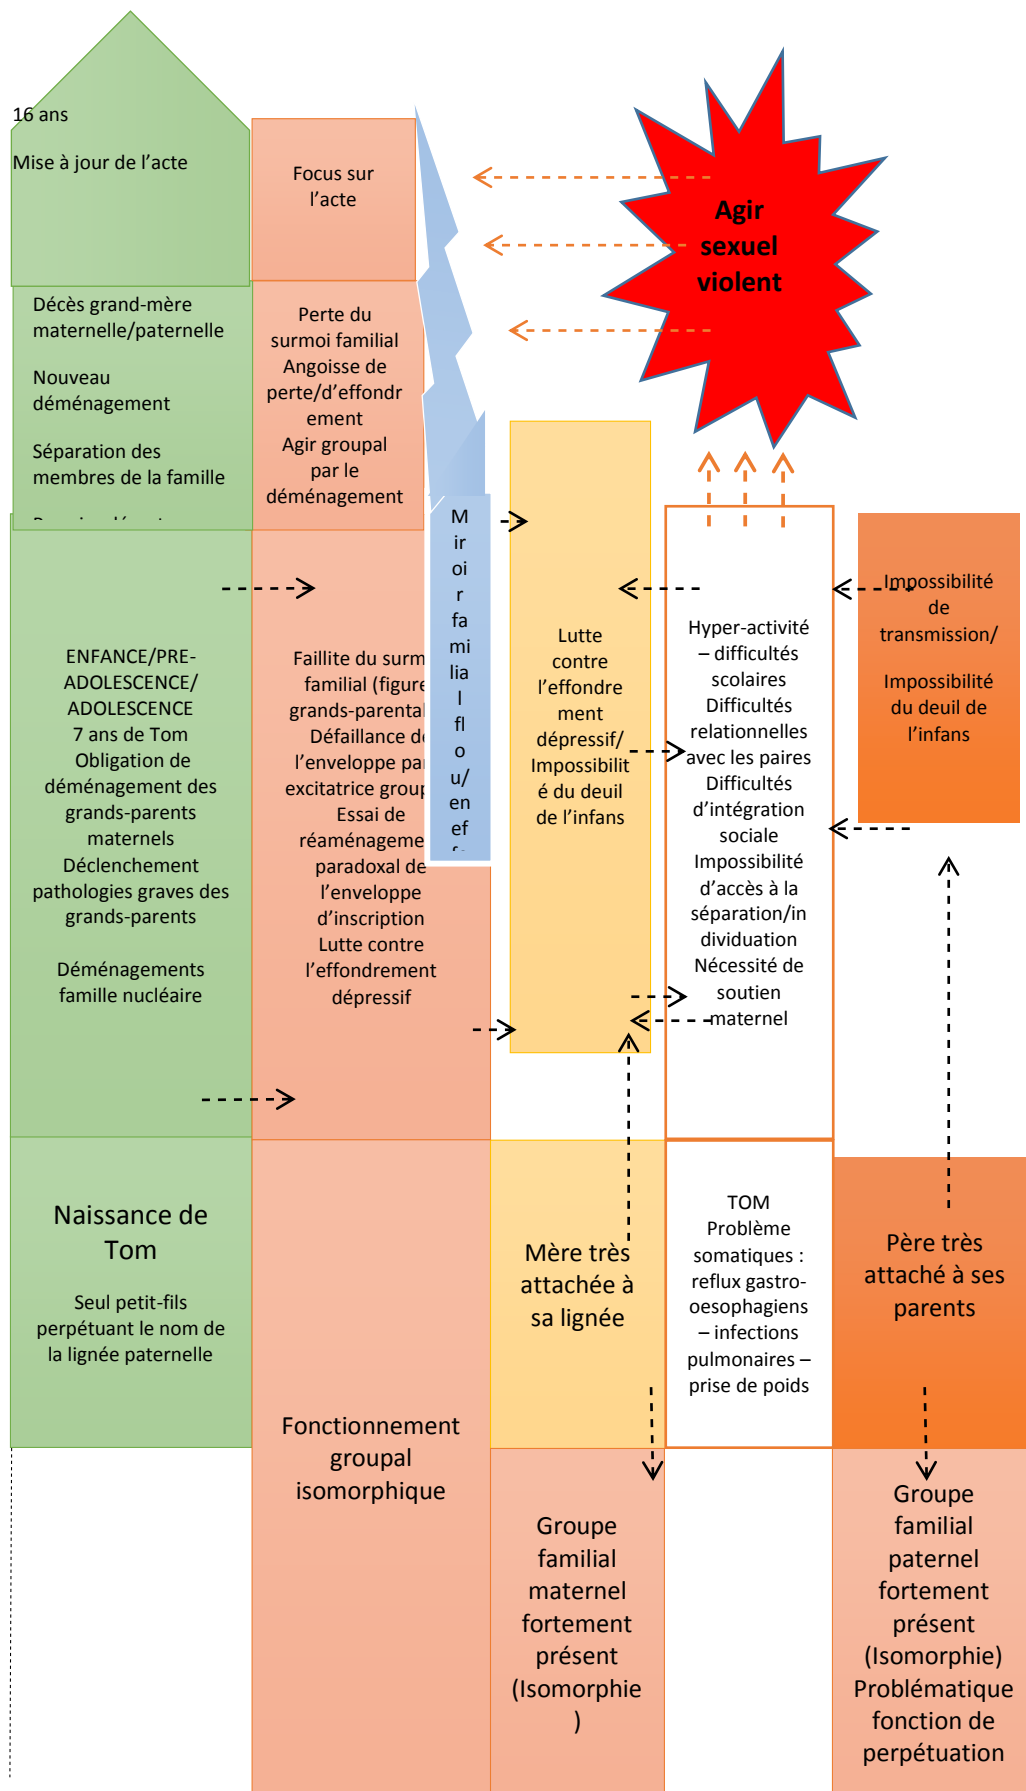 16 ans
Mise à jour de l’acte
Focus sur
l’acte
Agir
sexuel
violent
Décès grand-mère
maternelle/paternelle
Nouveau
déménagement
Séparation des
membres de la famille
Perte du
surmoi familial
Angoisse de
perte/d’effondr
ement
Agir groupal
par le
déménagement
M
ir
oi
r
fa
mi
lia
l
fl
o
u/
en
ef
Lutte
contre
l’effondre
ment
dépressif/
Impossibilit
é du deuil
de l’infans
Hyper-activité
– difficultés
scolaires
Difficultés
relationnelles
avec les paires
Difficultés
d’intégration
sociale
Impossibilité
d’accès à la
séparation/in
dividuation
Nécessité de
soutien
maternel
Impossibilité
de
transmission/
Impossibilité
du deuil de
l’infans
ENFANCE/PRE-
ADOLESCENCE/
ADOLESCENCE
7 ans de Tom
Obligation de
déménagement des
grands-parents
maternels
Déclenchement
pathologies graves des
grands-parents
Déménagements
famille nucléaire
Faillite du surm
familial (figure
grands-parental
Défaillance de
l’enveloppe par
excitatrice group
Essai de
réaménagemen
paradoxal de
l’enveloppe
d’inscription
Lutte contre
l’effondrement
dépressif
Naissance de
Tom
Seul petit-fils
perpétuant le nom de
la lignée paternelle
Fonctionnement
groupal
isomorphique
Mère très
attachée à
sa lignée
TOM
Problème
somatiques :
reflux gastro-
oesophagiens
– infections
pulmonaires –
prise de poids
Père très
attaché à ses
parents
Groupe
familial
maternel
fortement
présent
(Isomorphie
)
Groupe
familial
paternel
fortement
présent
(Isomorphie)
Problématique
fonction de
perpétuation